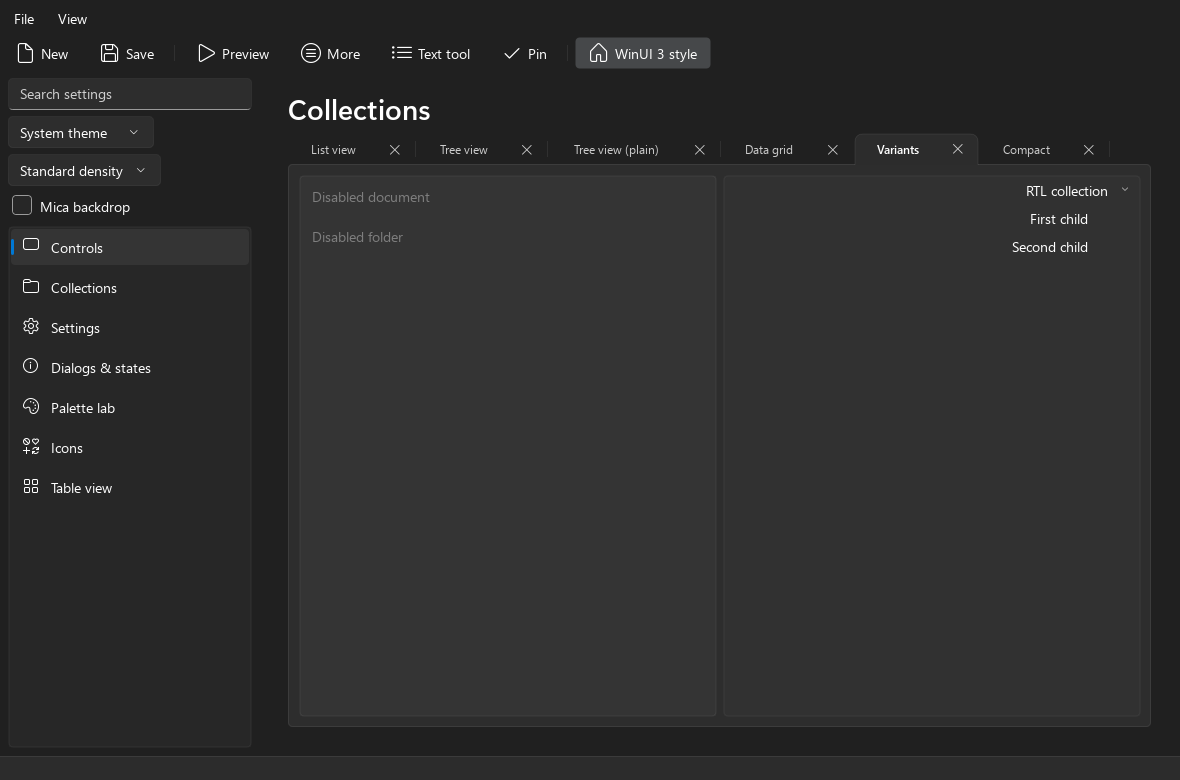 File View
New Save Preview More Text tool Pin WinUI 3 style
Search settings
System theme
Standard density
Mica backdrop
Controls
Collections
Settings
Dialogs & states
Palette lab
Icons
Table view
Collections
List view Tree view Tree view (plain) Data grid Variants Compact
Disabled document
Disabled folder
RTL collection
First child
Second child